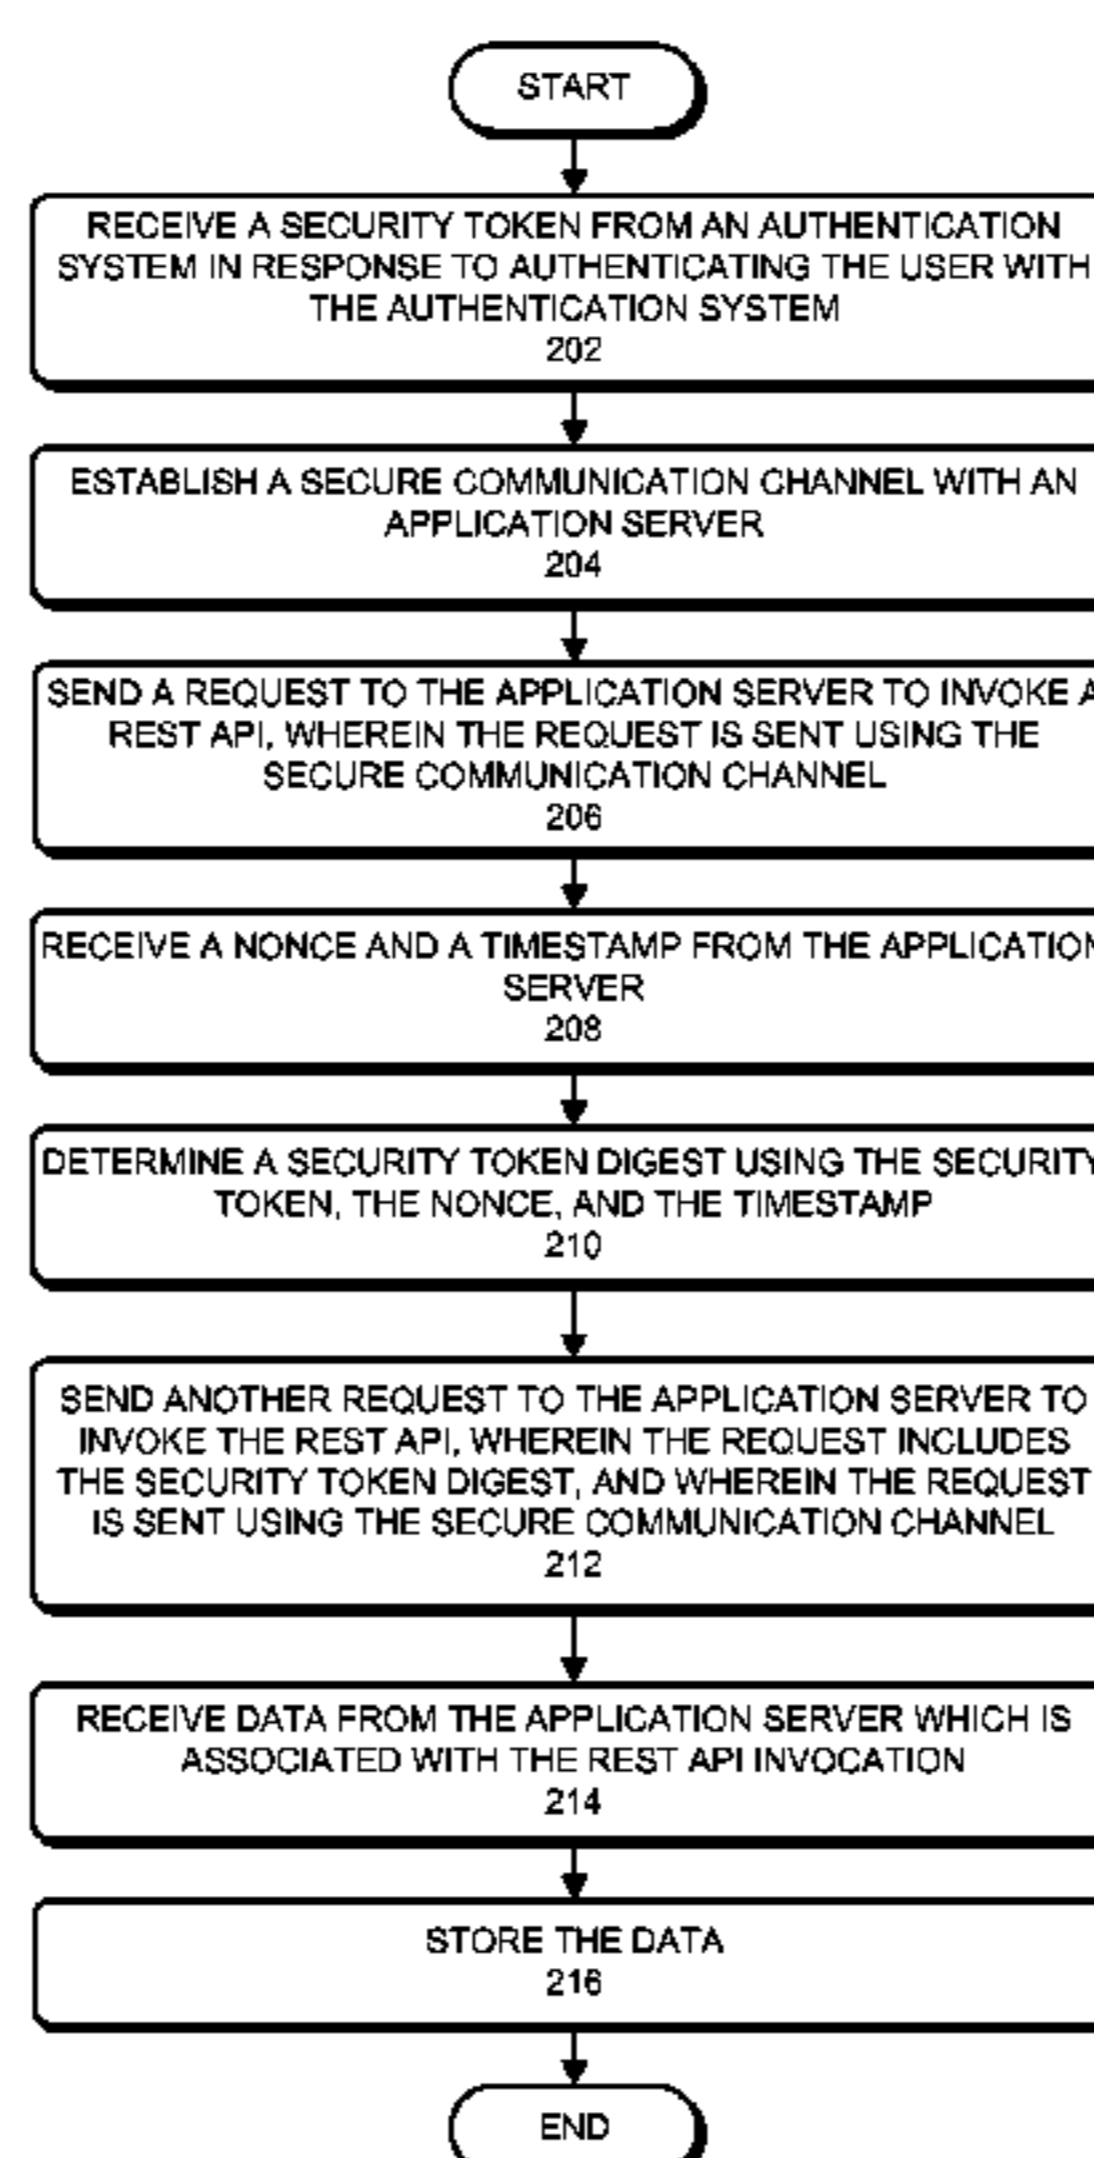 START
RECEIVE A SECURITY TOKEN FROM AN AUTHENTICATION
SYSTEM IN RESPONSE TO AUTHENTICATING THE USER WITH
THE AUTHENTICATION SYSTEM
202
ESTABLISH A SECURE COMMUNICATION CHANNEL WITH AN
APPLICATION SERVER
204
SEND A REQUEST TO THE APPLICATION SERVER TO INVOKE A
REST API, WHEREIN THE REQUEST IS SENT USING THE
SECURE COMMUNICATION CHANNEL
206
RECEIVE A NONCE AND A TIMESTAMP FROM THE APPLICATION
SERVER
208
DETERMINE A SECURITY TOKEN DIGEST USING THE SECURITY
TOKEN, THE NONCE, AND THE TIMESTAMP
210
SEND ANOTHER REQUEST TO THE APPLICATION SERVER TO
INVOKE THE REST API, WHEREIN THE REQUEST INCLUDES
THE SECURITY TOKEN DIGEST, AND WHEREIN THE REQUEST
IS SENT USING THE SECURE COMMUNICATION CHANNEL
212
RECEIVE DATA FROM THE APPLICATION SERVER WHICH IS
ASSOCIATED WITH THE REST API INVOCATION
214
STORE THE DATA
216
END